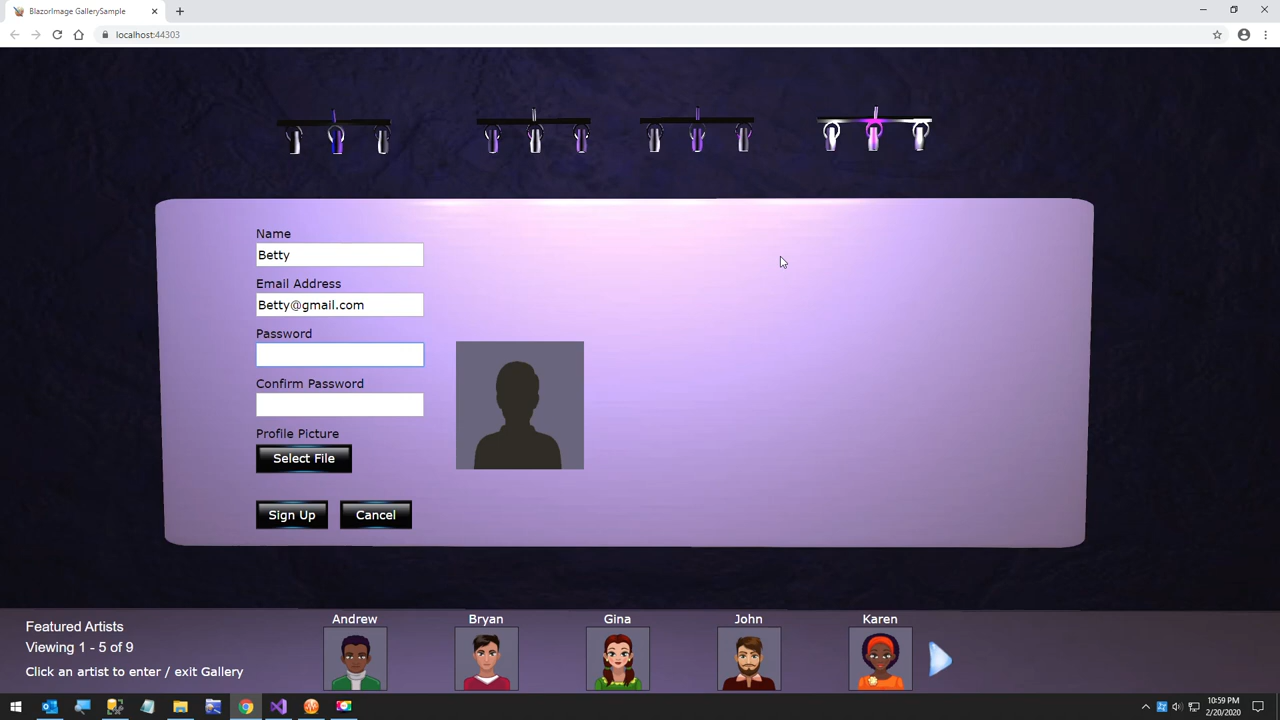 BlazorImage GallerySample
localhost:44303
Name
Betty
Email Address
Betty@gmail.com
Password
Confirm Password
Profile Picture
Select File
Sign Up
Cancel
Featured Artists
Viewing 1 - 5 of 9
Click an artist to enter / exit Gallery
Andrew
Bryan
Gina
John
Karen
10:59 PM
2/20/2020